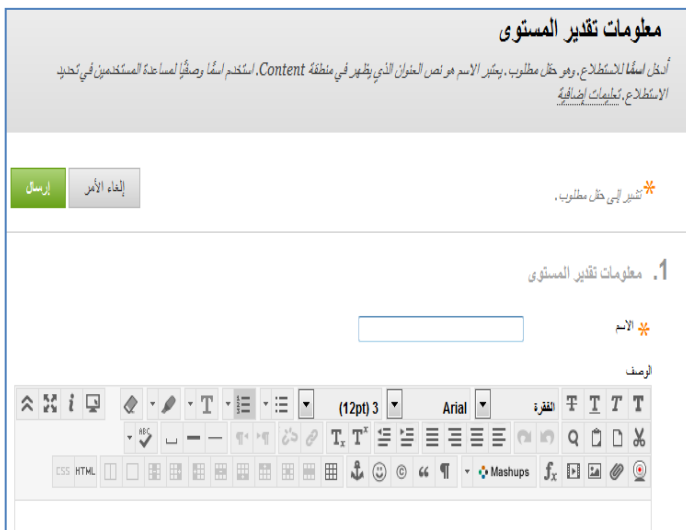 معلومات تقدير المستوى
أدخل اسمًا للاستطلاع. وهو حقل مطلوب. يعتبر الاسم هو نص العنوان الذي يظهر في منطقة Content. استخدم اسمًا وصفيًا لمساعدة المستخدمين في تحديد
الاستطلاع. تعليمات إضافية
* تشير إلى حقل مطلوب.
إلغاء الأمر
إرسال
1. معلومات تقدير المستوى
* الاسم
الوصف
T T T T الفقرة Arial 3 (12pt) T
ABC
Mashups HTML CSS